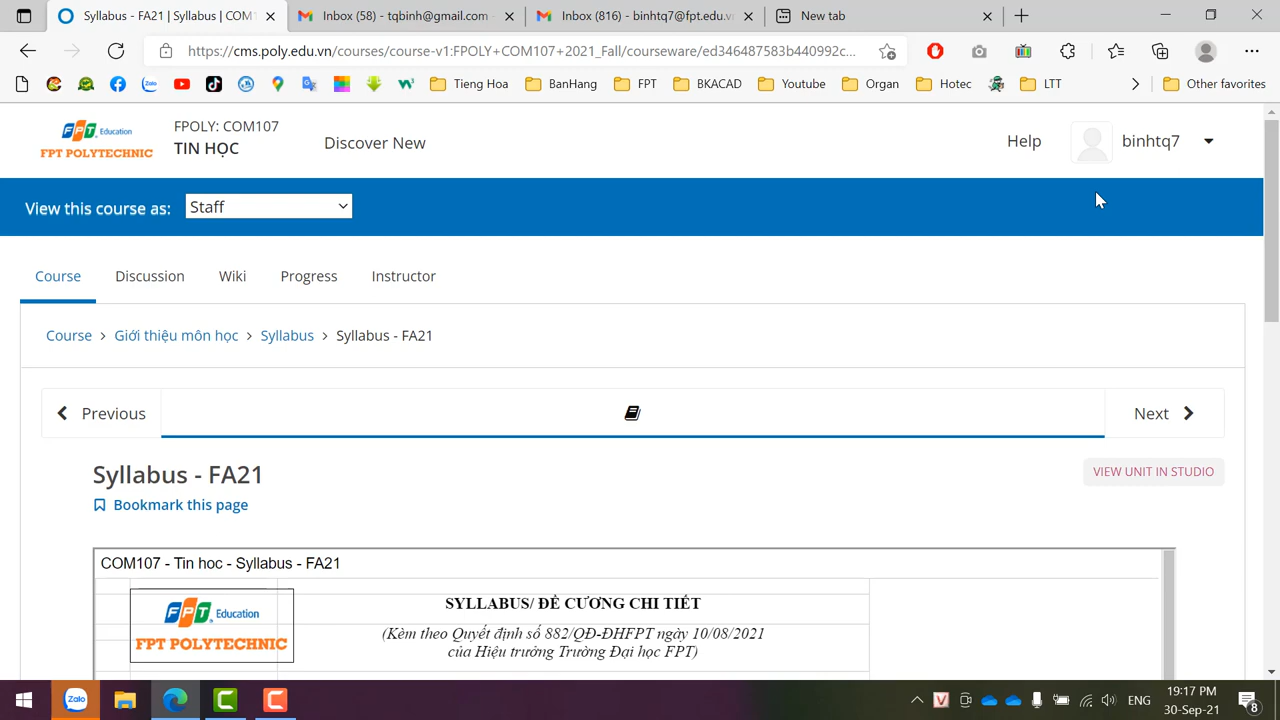 Syllabus - FA21 | Syllabus | COM1
Inbox (58) - tqbinh@gmail.com -
Inbox (816) - binhtq7@fpt.edu.v
New tab
https://cms.poly.edu.vn/courses/course-v1:FPOLY+COM107+2021_Fall/courseware/ed346487583b440992c...
Zalo
Tieng Hoa
BanHang
FPT
BKACAD
Youtube
Organ
Hotec
LTT
Other favorites
FPT Education
FPT POLYTECHNIC
FPOLY: COM107
TIN HỌC
Discover New
Help
binhtq7
View this course as:
Staff
Course
Discussion
Wiki
Progress
Instructor
Course > Giới thiệu môn học > Syllabus > Syllabus - FA21
Previous
Next
Syllabus - FA21
VIEW UNIT IN STUDIO
Bookmark this page
COM107 - Tin hoc - Syllabus - FA21
FPT Education
FPT POLYTECHNIC
SYLLABUS/ ĐỀ CƯƠNG CHI TIẾT
(Kèm theo Quyết định số 882/QĐ-ĐHFPT ngày 10/08/2021
của Hiệu trưởng Trường Đại học FPT)
Zalo
V
ENG
19:17 PM
30-Sep-21
8